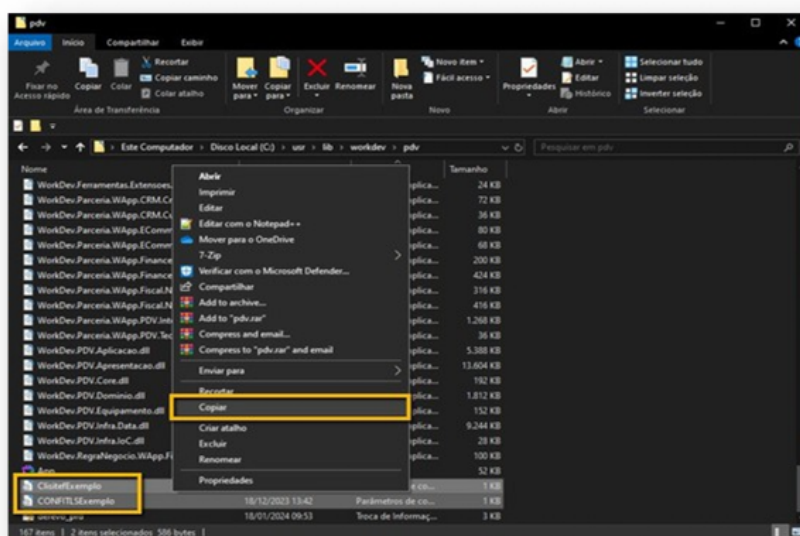 pdv
Arquivo Início Compartilhar Exibir
Fixar no Acesso rápido
Copiar
Colar
Recortar
Copiar caminho
Colar atalho
Área de Transferência
Mover para
Copiar para
Excluir
Renomear
Organizar
Nova pasta
Novo item
Fácil acesso
Novo
Propriedades
Abrir
Editar
Histórico
Abrir
Selecionar tudo
Limpar seleção
Inverter seleção
Selecionar
Este Computador > Disco Local (C:) > usr > lib > workdev > pdv
Pesquisar em pdv
Nome Tamanho
WorkDev.Ferramentas.Extensoes. 24 KB
WorkDev.Parceria.WApp.CRM. 72 KB
WorkDev.Parceria.WApp.CRM. 36 KB
WorkDev.Parceria.WApp.EComm 80 KB
WorkDev.Parceria.WApp.EComm 68 KB
WorkDev.Parceria.WApp.Finance 200 KB
WorkDev.Parceria.WApp.Finance 424 KB
WorkDev.Parceria.WApp.Fiscal.N 316 KB
WorkDev.Parceria.WApp.Fiscal.N 416 KB
WorkDev.Parceria.WApp.PDV.Int 1.268 KB
WorkDev.Parceria.WApp.PDV.Tec 36 KB
WorkDev.PDV.Aplicacao.dll 5.388 KB
WorkDev.PDV.Apresentacao.dll 13.604 KB
WorkDev.PDV.Core.dll 192 KB
WorkDev.PDV.Dominio.dll 1.812 KB
WorkDev.PDV.Equipamento.dll 152 KB
WorkDev.PDV.Infra.Data.dll 9.244 KB
WorkDev.PDV.Infra.IoC.dll 28 KB
WorkDev.RegraNegocio.WApp.Fi 100 KB
App 52 KB
ClisitefExemplo 1 KB
CONFITLSExemplo 18/12/2023 13:42 Parâmetros de co... 1 KB
18/01/2024 09:53 Troca de Informaç... 3 KB
Abrir
Imprimir
Editar
Editar com o Notepad++
Mover para o OneDrive
7-Zip
Verificar com o Microsoft Defender...
Compartilhar
Add to archive...
Add to "pdv.rar"
Compress and email...
Compress to "pdv.rar" and email
Enviar para
Recortar
Copiar
Criar atalho
Excluir
Renomear
Propriedades
167 itens | 2 itens selecionados 586 bytes |